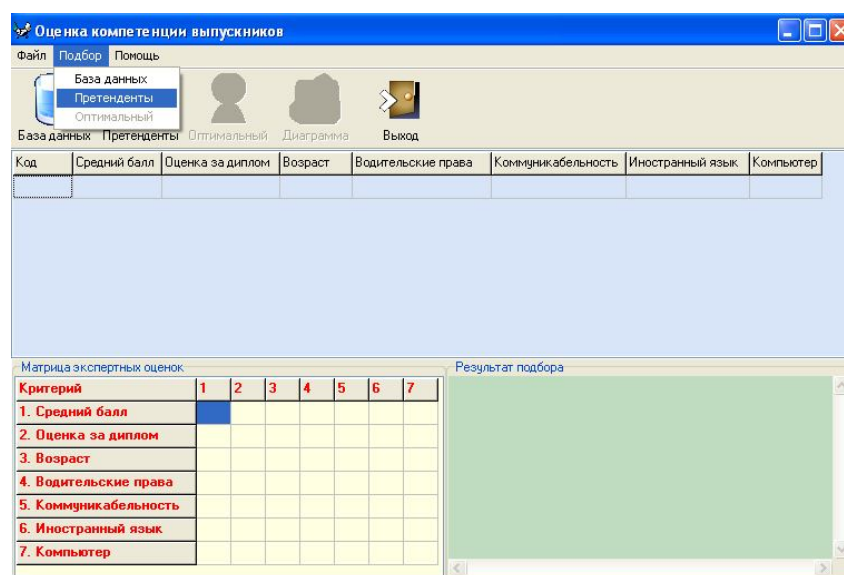 Оценка компетенции выпускников
Файл Подбор Помощь
База данных
Претенденты
Оптимальный
База данных Претенденты Оптимальный Диаграмма Выход
Код Средний балл Оценка за диплом Возраст Водительские права Коммуникабельность Иностранный язык Компьютер
Матрица экспертных оценок
Критерий 1 2 3 4 5 6 7
1. Средний балл
2. Оценка за диплом
3. Возраст
4. Водительские права
5. Коммуникабельность
6. Иностранный язык
7. Компьютер
Результат подбора